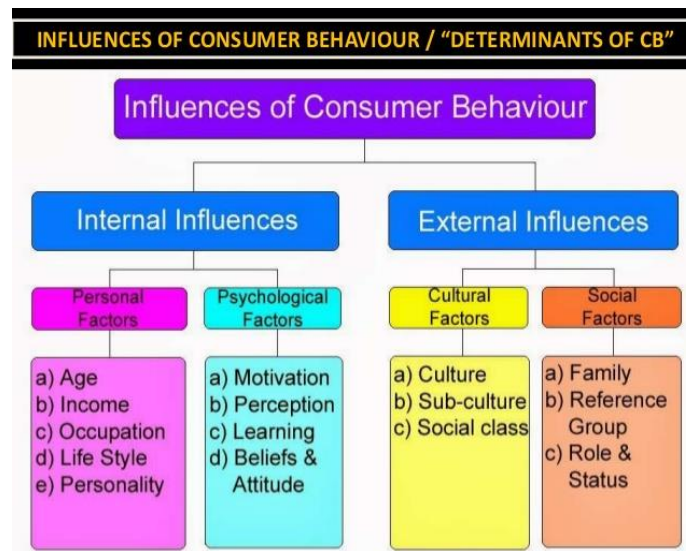 INFLUENCES OF CONSUMER BEHAVIOUR / “DETERMINANTS OF CB”
Influences of Consumer Behaviour
Internal Influences
External Influences
Personal
Factors
Psychological
Factors
Cultural
Factors
Social
Factors
a) Age
b) Income
c) Occupation
d) Life Style
e) Personality
a) Motivation
b) Perception
c) Learning
d) Beliefs &
Attitude
a) Culture
b) Sub-culture
c) Social class
a) Family
b) Reference
Group
c) Role &
Status